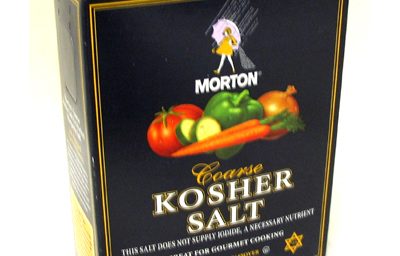 MORTON®
Coarse
KOSHER
SALT
THIS SALT DOES NOT SUPPLY IODIDE, A NECESSARY NUTRIENT
GREAT FOR GOURMET COOKING